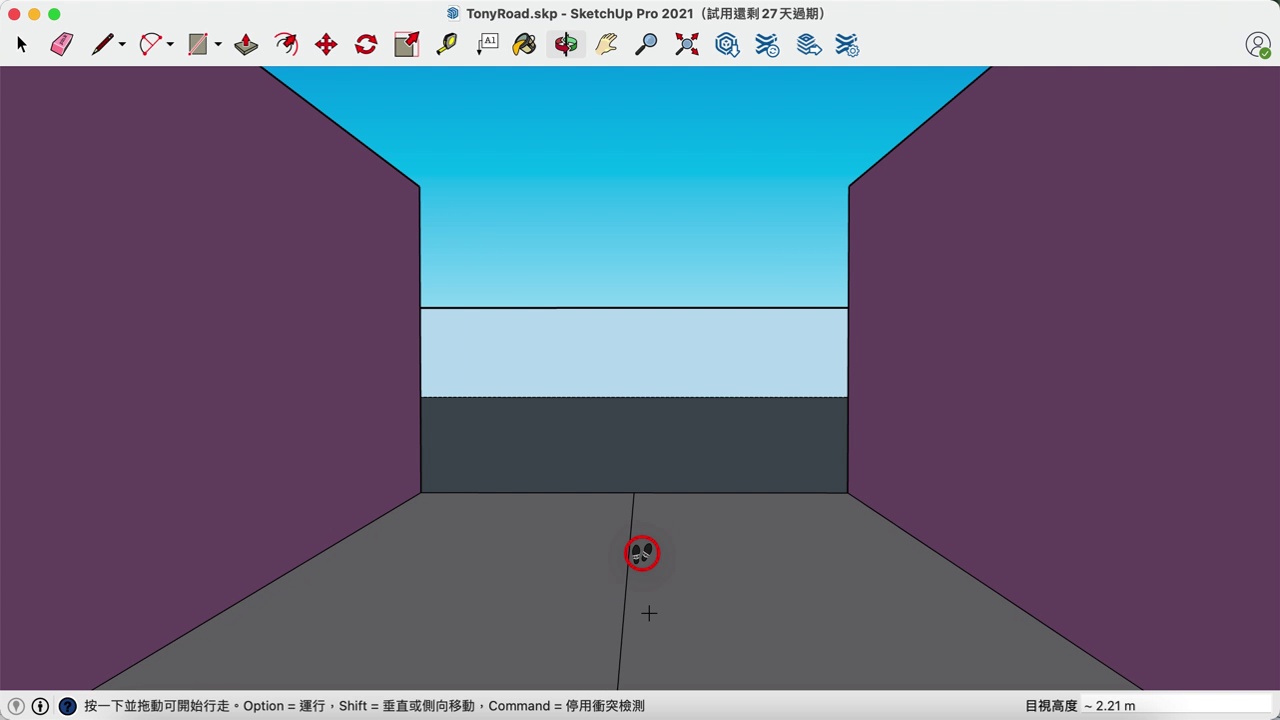 TonyRoad.skp - SketchUp Pro 2021（試用還剩 27 天過期）
A1
按一下並拖動可開始行走。Option = 運行，Shift = 垂直或側向移動，Command = 停用衝突檢測
目視高度 ~ 2.21 m